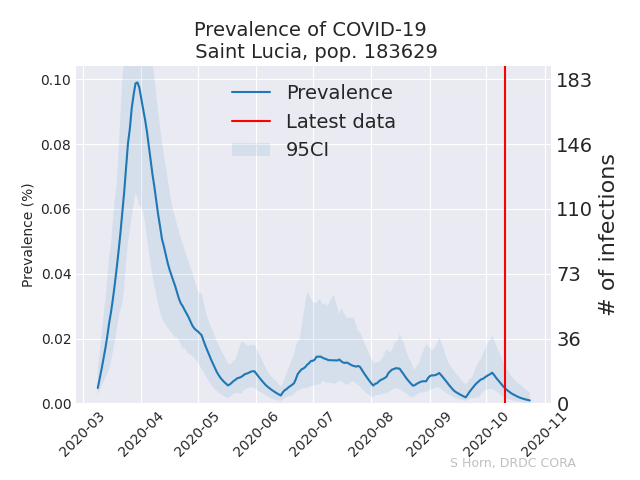 Prevalence of COVID-19
Saint Lucia, pop. 183629
Prevalence
Latest data
95CI
Prevalence (%)
0.10
0.08
0.06
0.04
0.02
0.00
183
146
110
73
36
0
# of infections
2020-03
2020-04
2020-05
2020-06
2020-07
2020-08
2020-09
2020-10
2020-11
S Horn, DRDC CORA